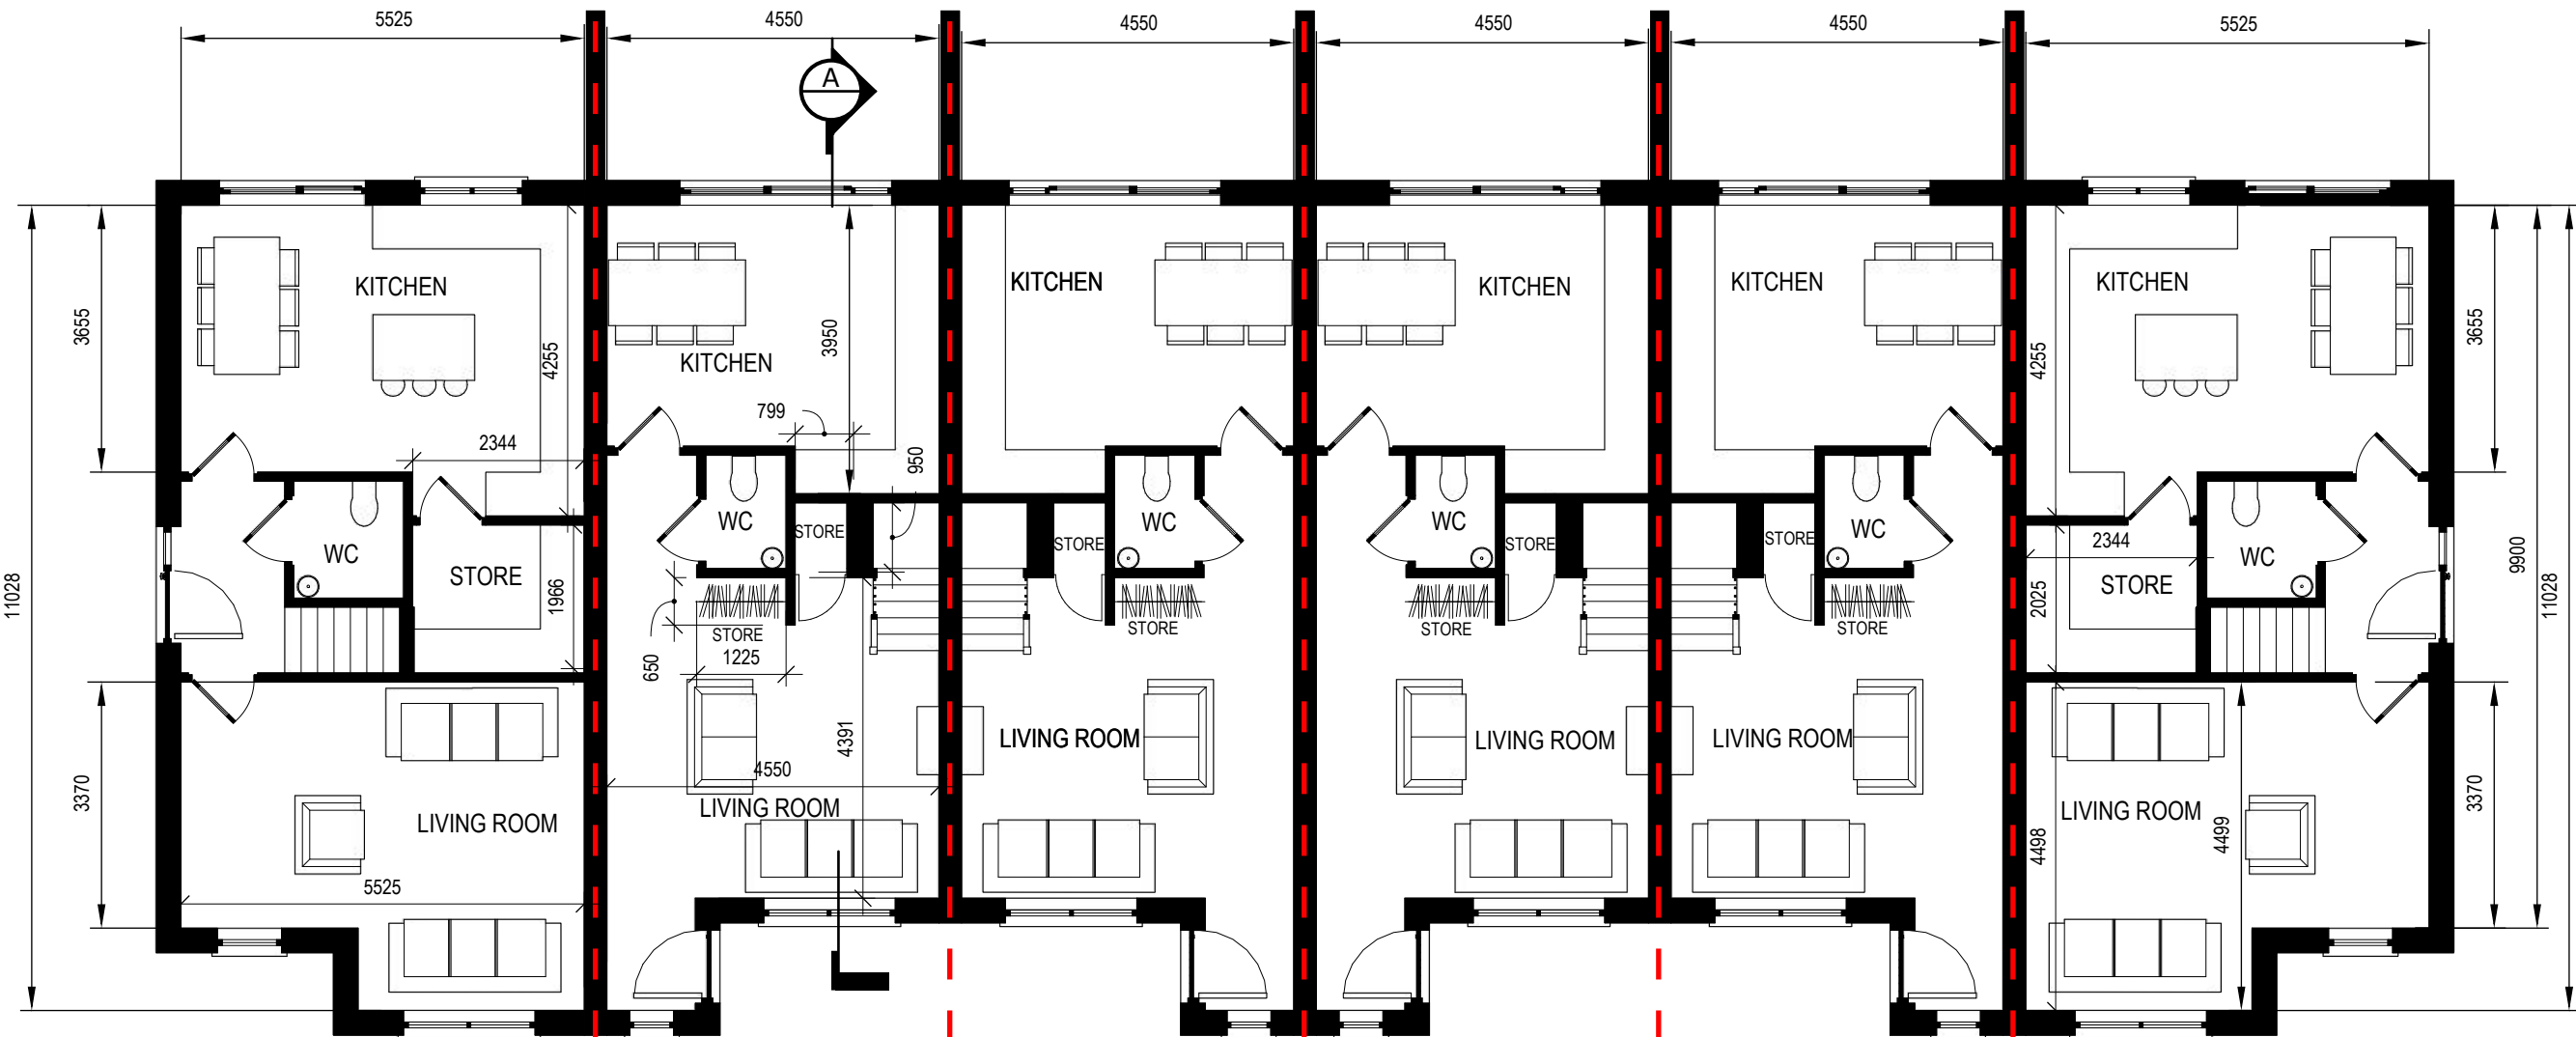 5525
4550
4550
4550
4550
5525
A
KITCHEN
KITCHEN
KITCHEN
KITCHEN
KITCHEN
KITCHEN
3655
4255
3950
4255
3655
799
2344
950
WC
STORE
1966
WC
STORE
STORE
WC
WC
STORE
STORE
WC
2344
STORE
2025
WC
11028
9900
11028
650
STORE
1225
STORE
STORE
STORE
3370
LIVING ROOM
5525
4391
4550
LIVING ROOM
LIVING ROOM
LIVING ROOM
LIVING ROOM
LIVING ROOM
4498
4499
3370